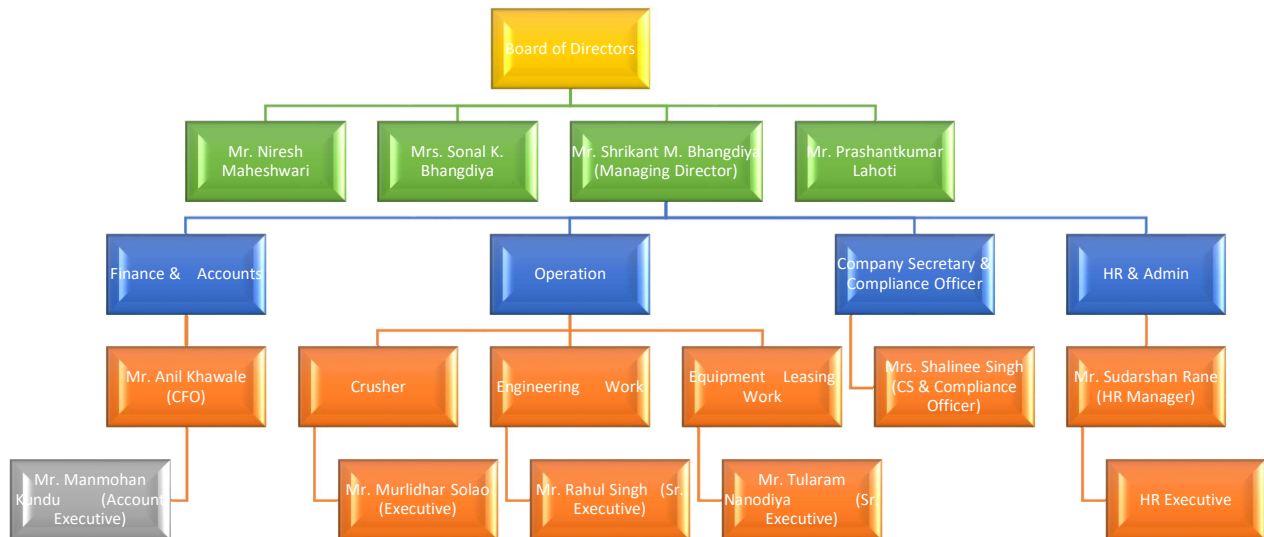 Board of Directors
Mr. Niresh
Maheshwari
Mrs. Sonal K.
Bhangdiya
Mr. Shrikant M. Bhangdiya
(Managing Director)
Mr. Prashantkumar
Lahoti
Finance & Accounts
Operation
Company Secretary &
Compliance Officer
HR & Admin
Mr. Anil Khawale
(CFO)
Crusher
Engineering Work
Equipment Leasing
Work
Mrs. Shalinee Singh
(CS & Compliance
Officer)
Mr. Sudarshan Rane
(HR Manager)
Mr. Manmohan
Kundu (Account
Executive)
Mr. Murlidhar Solao
(Executive)
Mr. Rahul Singh (Sr.
Executive)
Mr. Tularam
Nanodiya (Sr.
Executive)
HR Executive